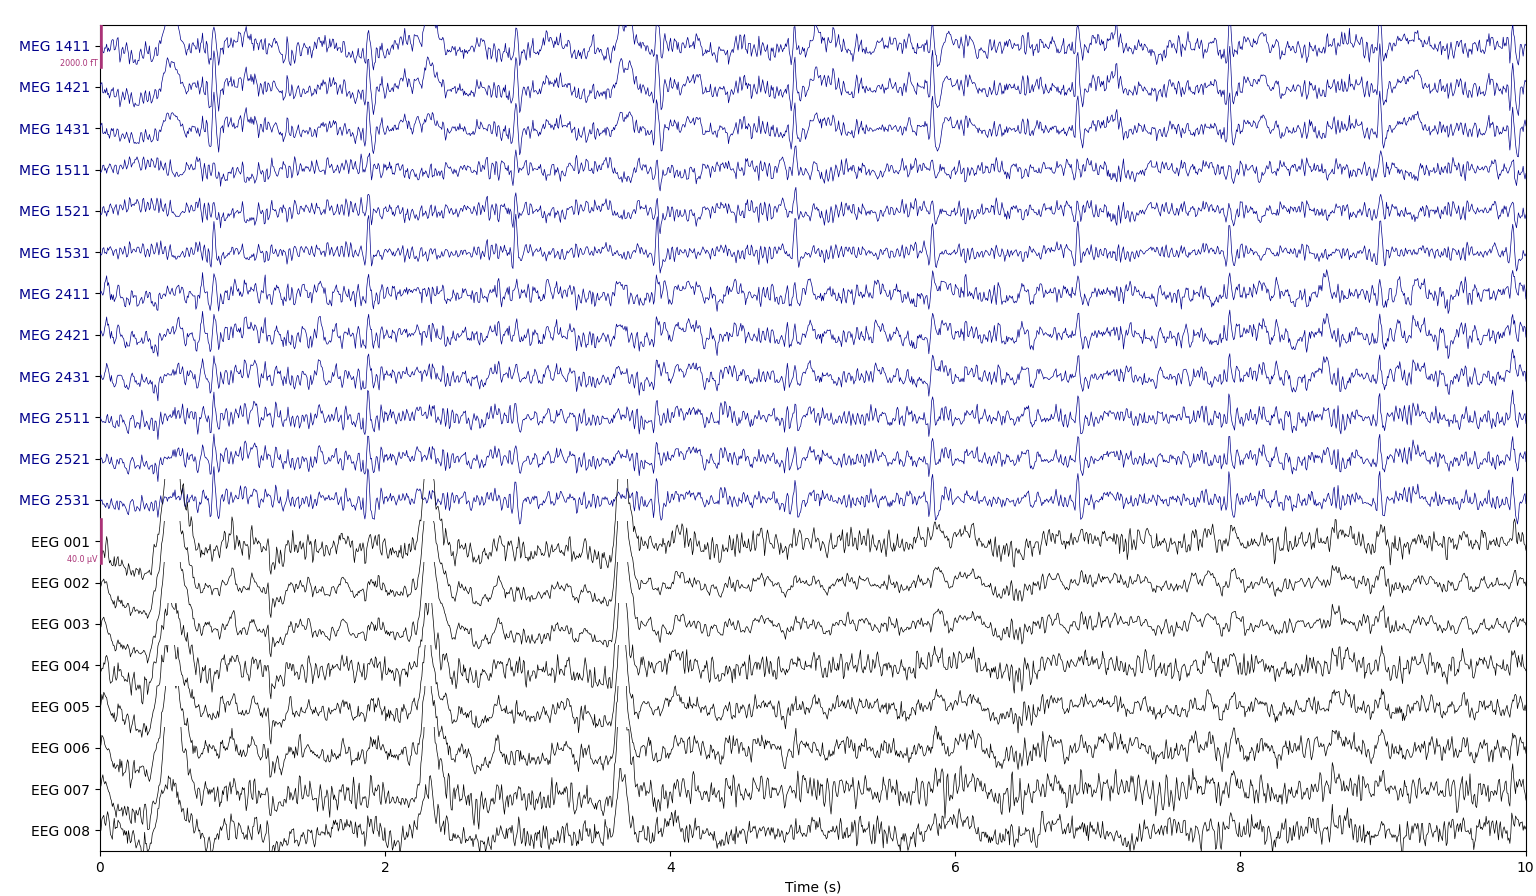 MEG 1411
2000.0 fT
MEG 1421
MEG 1431
MEG 1511
MEG 1521
MEG 1531
MEG 2411
MEG 2421
MEG 2431
MEG 2511
MEG 2521
MEG 2531
EEG 001
40.0 µV
EEG 002
EEG 003
EEG 004
EEG 005
EEG 006
EEG 007
EEG 008
0 2 4 6 8 10
Time (s)